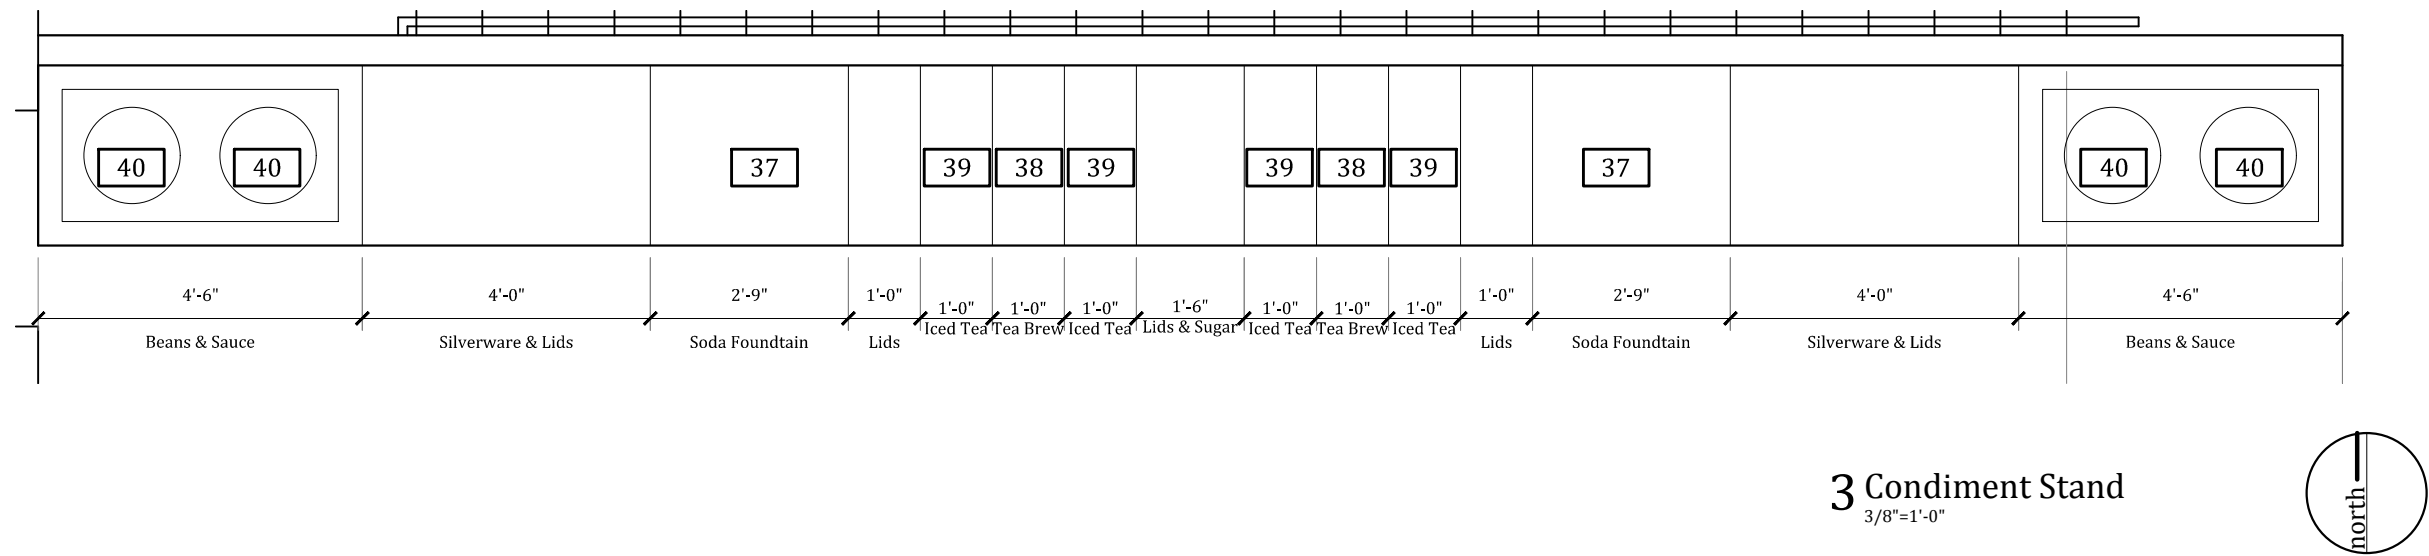 40 40 37 39 38 39 39 38 39 37 40 40
4'-6" 4'-0" 2'-9" 1'-0" 1'-0" 1'-0" 1'-0" 1'-6" 1'-0" 1'-0" 1'-0" 1'-0" 2'-9" 4'-0" 4'-6"
Beans & Sauce Silverware & Lids Soda Foundtain Lids Iced Tea Tea Brew Iced Tea Lids & Sugar Iced Tea Tea Brew Iced Tea Lids Soda Foundtain Silverware & Lids Beans & Sauce
3 Condiment Stand
3/8"=1'-0"
north